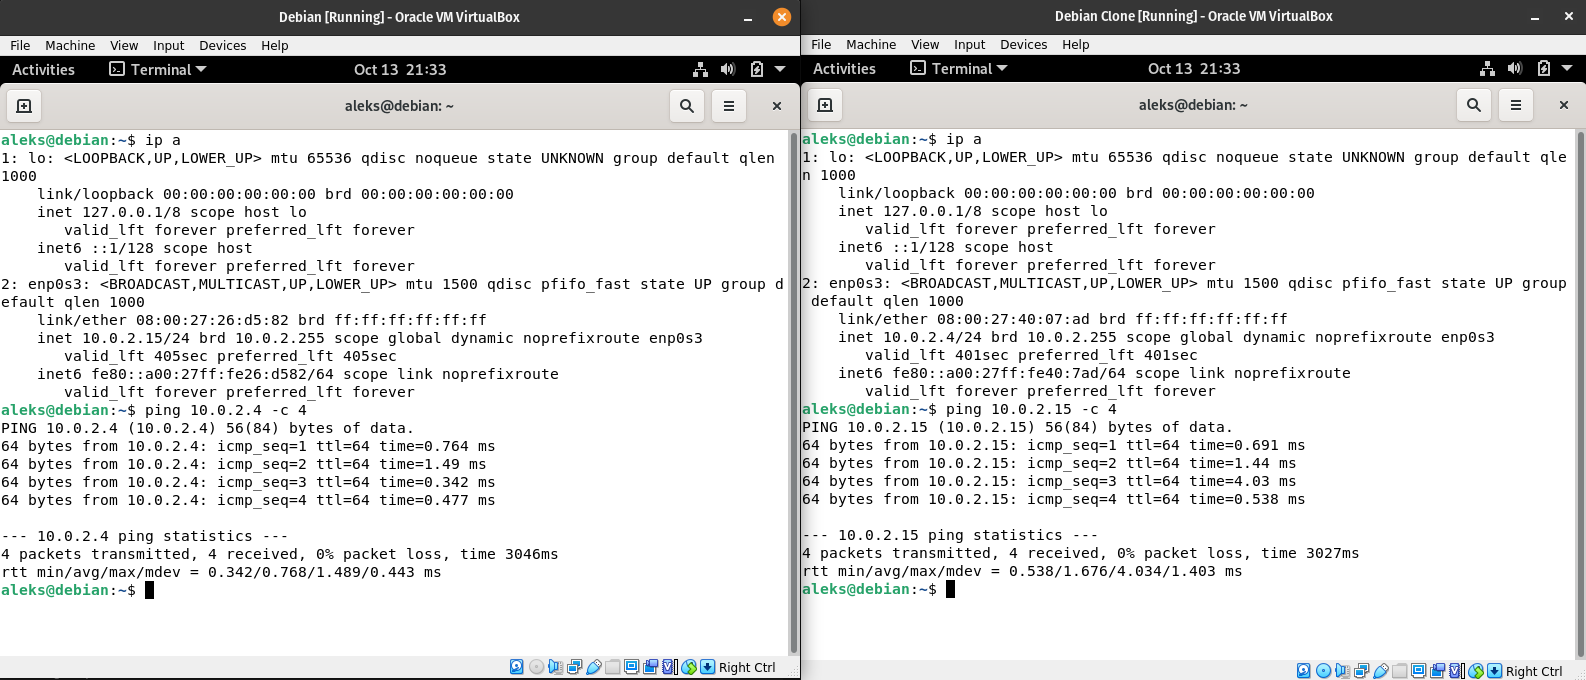 Debian [Running] - Oracle VM VirtualBox
File Machine View Input Devices Help
Activities Terminal Oct 13 21:33
aleks@debian: ~
aleks@debian:~$ ip a
1: lo: <LOOPBACK,UP,LOWER_UP> mtu 65536 qdisc noqueue state UNKNOWN group default qlen
1000
    link/loopback 00:00:00:00:00:00 brd 00:00:00:00:00:00
    inet 127.0.0.1/8 scope host lo
       valid_lft forever preferred_lft forever
    inet6 ::1/128 scope host
       valid_lft forever preferred_lft forever
2: enp0s3: <BROADCAST,MULTICAST,UP,LOWER_UP> mtu 1500 qdisc pfifo_fast state UP group d
efault qlen 1000
    link/ether 08:00:27:26:d5:82 brd ff:ff:ff:ff:ff:ff
    inet 10.0.2.15/24 brd 10.0.2.255 scope global dynamic noprefixroute enp0s3
       valid_lft 405sec preferred_lft 405sec
    inet6 fe80::a00:27ff:fe26:d582/64 scope link noprefixroute
       valid_lft forever preferred_lft forever
aleks@debian:~$ ping 10.0.2.4 -c 4
PING 10.0.2.4 (10.0.2.4) 56(84) bytes of data.
64 bytes from 10.0.2.4: icmp_seq=1 ttl=64 time=0.764 ms
64 bytes from 10.0.2.4: icmp_seq=2 ttl=64 time=1.49 ms
64 bytes from 10.0.2.4: icmp_seq=3 ttl=64 time=0.342 ms
64 bytes from 10.0.2.4: icmp_seq=4 ttl=64 time=0.477 ms
--- 10.0.2.4 ping statistics ---
4 packets transmitted, 4 received, 0% packet loss, time 3046ms
rtt min/avg/max/mdev = 0.342/0.768/1.489/0.443 ms
aleks@debian:~$
Right Ctrl
Debian Clone [Running] - Oracle VM VirtualBox
File Machine View Input Devices Help
Activities Terminal Oct 13 21:33
aleks@debian: ~
aleks@debian:~$ ip a
1: lo: <LOOPBACK,UP,LOWER_UP> mtu 65536 qdisc noqueue state UNKNOWN group default qle
n 1000
    link/loopback 00:00:00:00:00:00 brd 00:00:00:00:00:00
    inet 127.0.0.1/8 scope host lo
       valid_lft forever preferred_lft forever
    inet6 ::1/128 scope host
       valid_lft forever preferred_lft forever
2: enp0s3: <BROADCAST,MULTICAST,UP,LOWER_UP> mtu 1500 qdisc pfifo_fast state UP group
 default qlen 1000
    link/ether 08:00:27:40:07:ad brd ff:ff:ff:ff:ff:ff
    inet 10.0.2.4/24 brd 10.0.2.255 scope global dynamic noprefixroute enp0s3
       valid_lft 401sec preferred_lft 401sec
    inet6 fe80::a00:27ff:fe40:7ad/64 scope link noprefixroute
       valid_lft forever preferred_lft forever
aleks@debian:~$ ping 10.0.2.15 -c 4
PING 10.0.2.15 (10.0.2.15) 56(84) bytes of data.
64 bytes from 10.0.2.15: icmp_seq=1 ttl=64 time=0.691 ms
64 bytes from 10.0.2.15: icmp_seq=2 ttl=64 time=1.44 ms
64 bytes from 10.0.2.15: icmp_seq=3 ttl=64 time=4.03 ms
64 bytes from 10.0.2.15: icmp_seq=4 ttl=64 time=0.538 ms
--- 10.0.2.15 ping statistics ---
4 packets transmitted, 4 received, 0% packet loss, time 3027ms
rtt min/avg/max/mdev = 0.538/1.676/4.034/1.403 ms
aleks@debian:~$
Right Ctrl